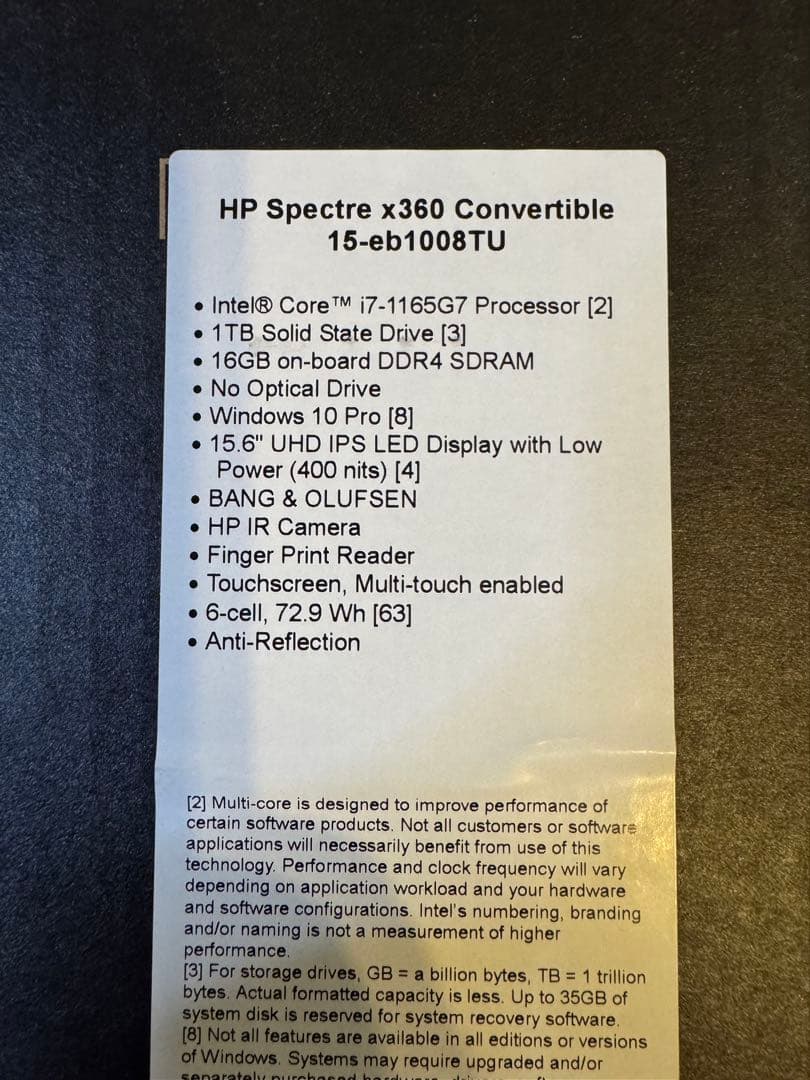 HP Spectre x360 Convertible
15-eb1008TU
• Intel® Core™ i7-1165G7 Processor [2]
• 1TB Solid State Drive [3]
• 16GB on-board DDR4 SDRAM
• No Optical Drive
• Windows 10 Pro [8]
• 15.6" UHD IPS LED Display with Low
Power (400 nits) [4]
• BANG & OLUFSEN
• HP IR Camera
• Finger Print Reader
• Touchscreen, Multi-touch enabled
• 6-cell, 72.9 Wh [63]
• Anti-Reflection
[2] Multi-core is designed to improve performance of
certain software products. Not all customers or software
applications will necessarily benefit from use of this
technology. Performance and clock frequency will vary
depending on application workload and your hardware
and software configurations. Intel's numbering, branding
and/or naming is not a measurement of higher
performance.
[3] For storage drives, GB = a billion bytes, TB = 1 trillion
bytes. Actual formatted capacity is less. Up to 35GB of
system disk is reserved for system recovery software.
[8] Not all features are available in all editions or versions
of Windows. Systems may require upgraded and/or
separately purchased hardware,